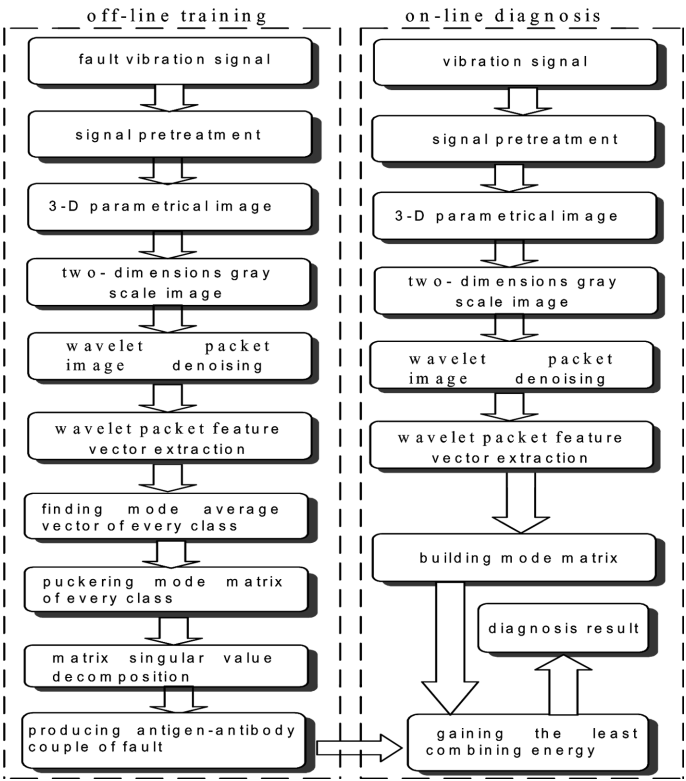 off-line training
fault vibration signal
signal pretreatment
3-D parametrical image
two-dimensions gray
scale image
wavelet packet
image denoising
wavelet packet feature
vector extraction
finding mode average
vector of every class
puckering mode matrix
of every class
matrix singular value
decomposition
producing antigen-antibody
couple of fault
on-line diagnosis
vibration signal
signal pretreatment
3-D parametrical image
two-dimensions gray
scale image
wavelet packet
image denoising
wavelet packet feature
vector extraction
building mode matrix
diagnosis result
gaining the least
combining energy